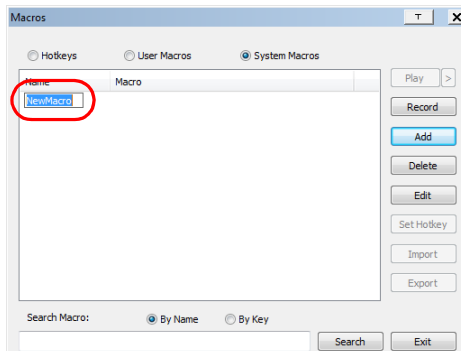 Macros
T X
Hotkeys User Macros System Macros
Name Macro
NewMacro
Play >
Record
Add
Delete
Edit
Set Hotkey
Import
Export
Search Macro: By Name By Key
Search Exit